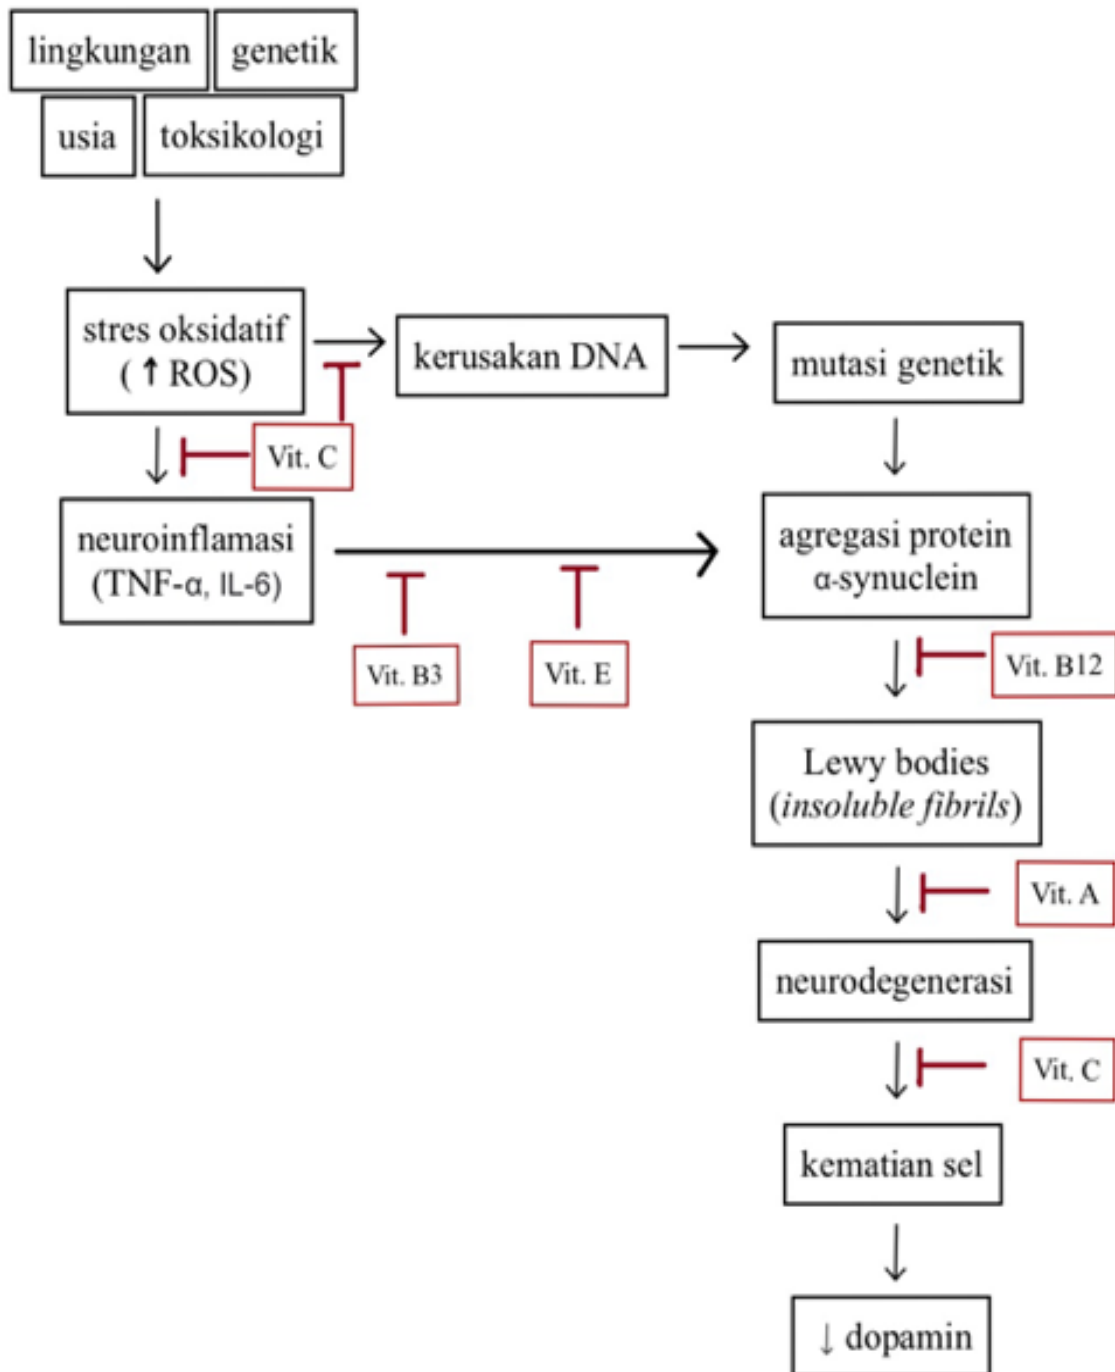 lingkungan
genetik
usia
toksikologi
stres oksidatif
(↑ ROS)
kerusakan DNA
mutasi genetik
Vit. C
neuroinflamasi
(TNF-α, IL-6)
agregasi protein
α-synuclein
Vit. B3
Vit. E
Vit. B12
Lewy bodies
(insoluble fibrils)
Vit. A
neurodegenerasi
Vit. C
kematian sel
↓ dopamin